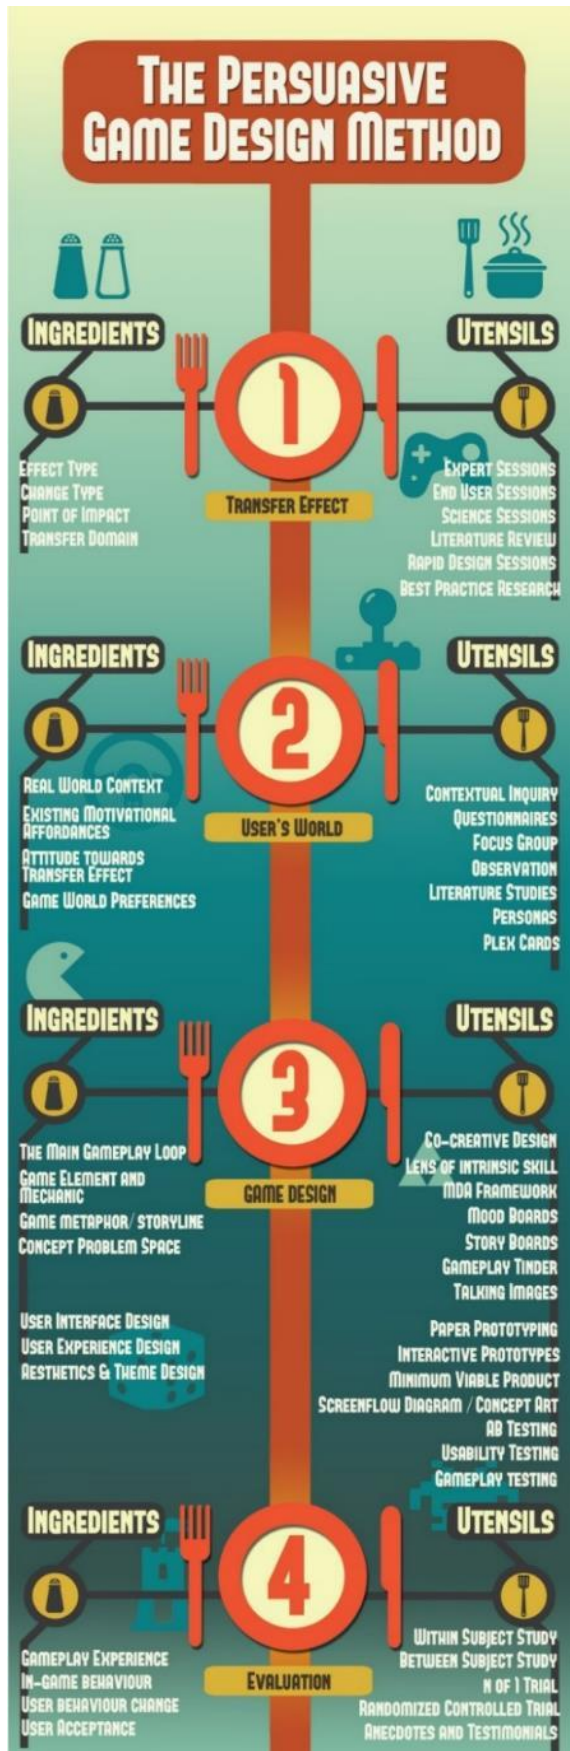 The Persuasive
Game Design Method
Ingredients
Utensils
1
Transfer Effect
Effect Type
Change Type
Point of Impact
Transfer Domain
Expert Sessions
End User Sessions
Science Sessions
Literature Review
Rapid Design Sessions
Best Practice Research
Ingredients
Utensils
2
User's World
Real World Context
Existing Motivational
Affordances
Attitude towards
Transfer Effect
Game World Preferences
Contextual Inquiry
Questionnaires
Focus Group
Observation
Literature Studies
Personas
Plex Cards
Ingredients
Utensils
3
Game Design
The Main Gameplay Loop
Game Element and
Mechanic
Game metaphor/storyline
Concept Problem Space
User Interface Design
User Experience Design
Aesthetics & Theme Design
Co-creative Design
Lens of intrinsic skill
MDA Framework
Mood Boards
Story Boards
Gameplay Tinder
Talking Images
Paper Prototyping
Interactive Prototypes
Minimum Viable Product
Screenflow Diagram / Concept Art
AB Testing
Usability Testing
Gameplay testing
Ingredients
Utensils
4
Evaluation
Gameplay Experience
In-game behaviour
User behaviour change
User Acceptance
Within Subject Study
Between Subject Study
N of 1 Trial
Randomized Controlled Trial
Anecdotes and Testimonials